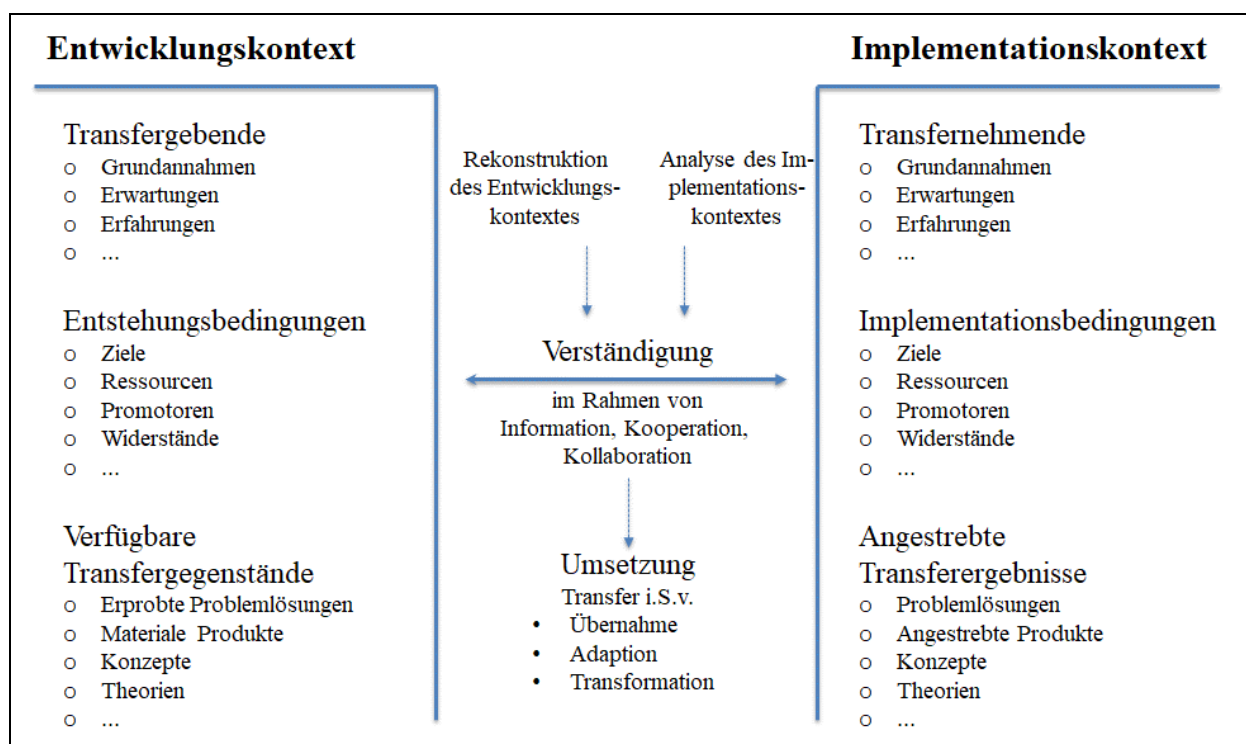 Entwicklungskontext
Transfergebende
o Grundannahmen
o Erwartungen
o Erfahrungen
o ...
Entstehungsbedingungen
o Ziele
o Ressourcen
o Promotoren
o Widerstände
o ...
Verfügbare
Transfergegenstände
o Erprobte Problemlösungen
o Materiale Produkte
o Konzepte
o Theorien
o ...
Rekonstruktion
des Entwicklungs-
kontextes
Analyse des Im-
plementations-
kontextes
Verständigung
im Rahmen von
Information, Kooperation,
Kollaboration
Umsetzung
Transfer i.S.v.
• Übernahme
• Adaption
• Transformation
Implementationskontext
Transfernehmende
o Grundannahmen
o Erwartungen
o Erfahrungen
o ...
Implementationsbedingungen
o Ziele
o Ressourcen
o Promotoren
o Widerstände
o ...
Angestrebte
Transferergebnisse
o Problemlösungen
o Angestrebte Produkte
o Konzepte
o Theorien
o ...